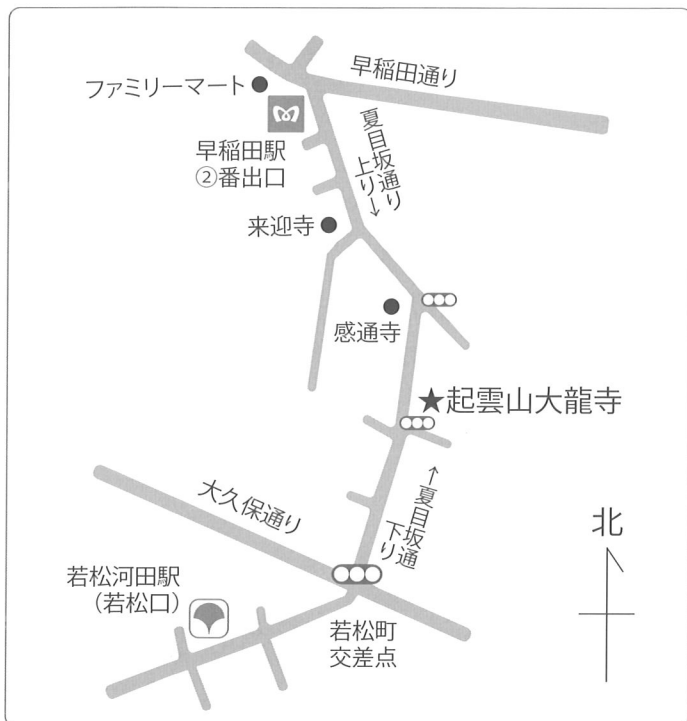 早稲田通り
ファミリーマート
早稲田駅
②番出口
夏目坂通り
上り→
来迎寺
感通寺
★起雲山大龍寺
大久保通り
←夏目坂通
下り
北
若松河田駅
(若松口)
若松町
交差点